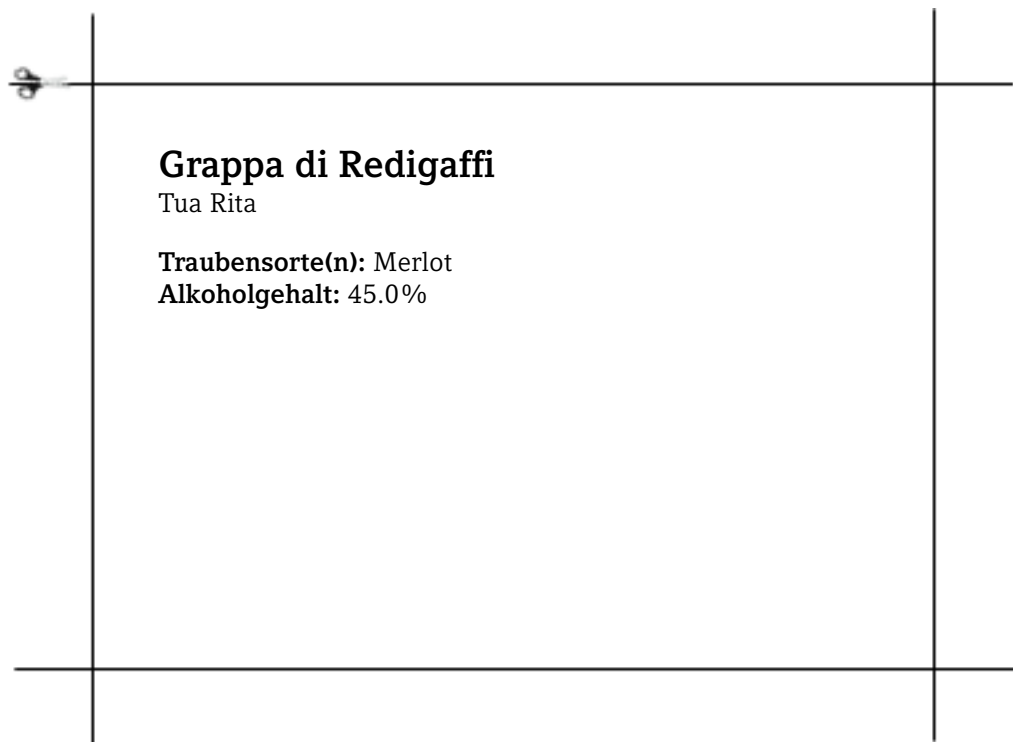 Grappa di Redigaffi
Tua Rita
Traubensorte(n): Merlot
Alkoholgehalt: 45.0%